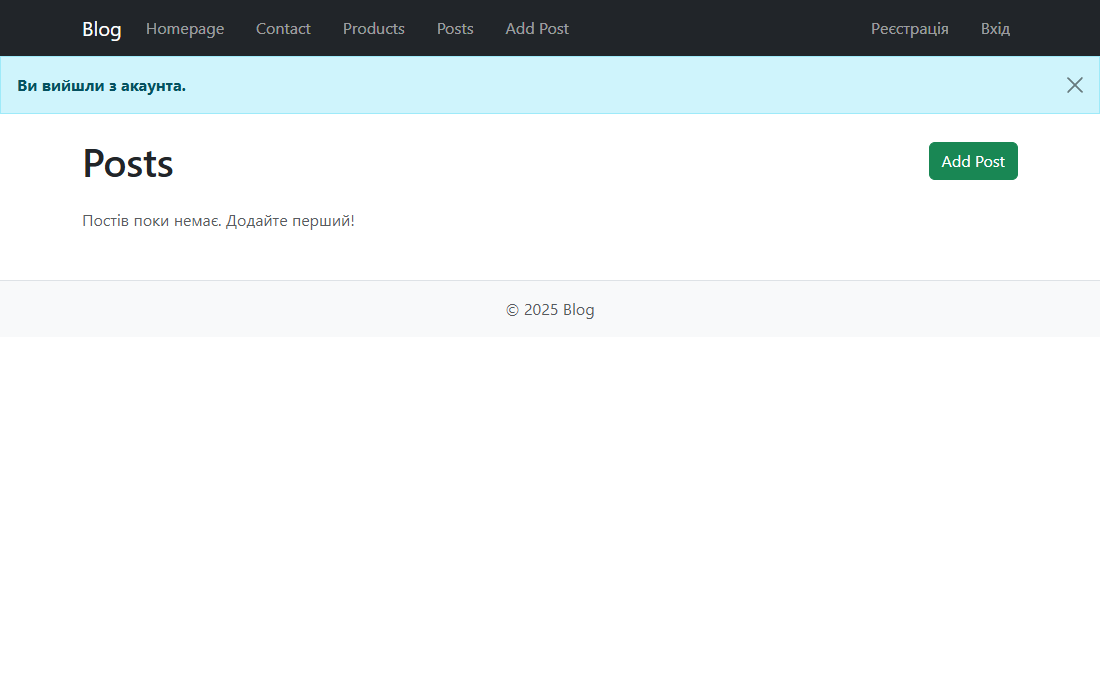 Blog Homepage Contact Products Posts Add Post Реєстрація Вхід
Ви вийшли з акаунта.
Posts Add Post
Постів поки немає. Додайте перший!
© 2025 Blog